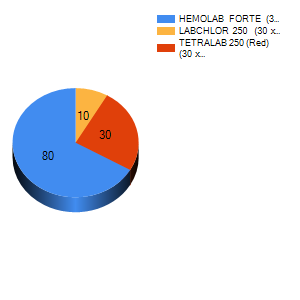 HEMOLAB FORTE (3...
LABCHLOR 250 (30 x...
TETRALAB 250 (Red)
(30 x...
10
30
80